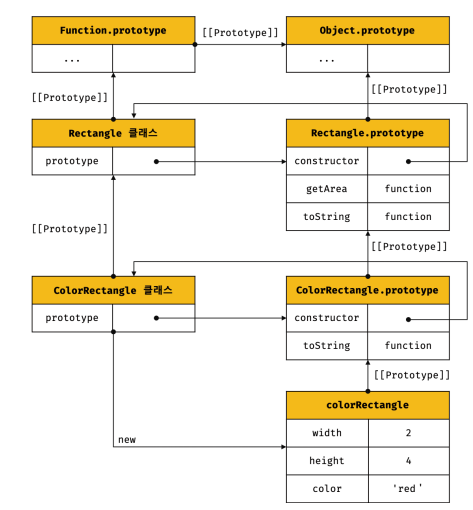 Function.prototype
[[Prototype]]
Object.prototype
...
...
[[Prototype]]
[[Prototype]]
Rectangle 클래스
Rectangle.prototype
prototype
constructor
getArea function
toString function
[[Prototype]]
[[Prototype]]
ColorRectangle 클래스
ColorRectangle.prototype
prototype
constructor
toString function
[[Prototype]]
colorRectangle
new
width 2
height 4
color 'red'